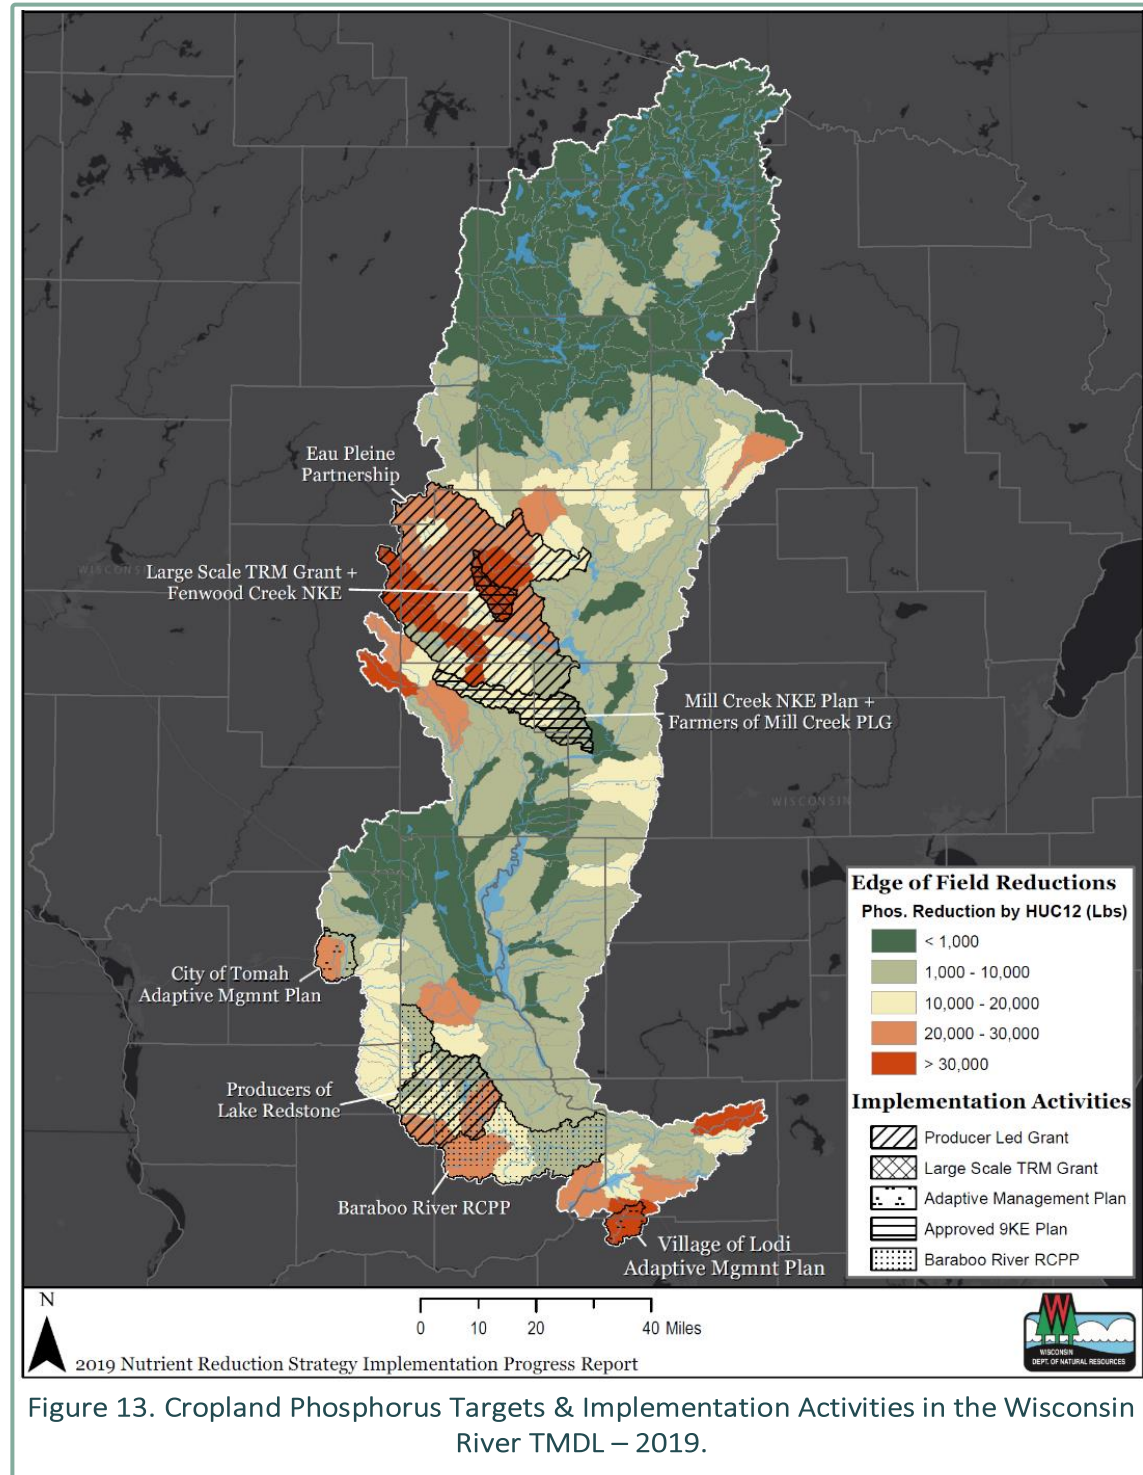 Eau Pleine
Partnership
WISCONSIN
Large Scale TRM Grant +
Fenwood Creek NKE
Mill Creek NKE Plan +
Farmers of Mill Creek PLG
WISCONSIN
City of Tomah
Adaptive Mgmnt Plan
Producers of
Lake Redstone
Baraboo River RCPP
Village of Lodi
Adaptive Mgmnt Plan
Edge of Field Reductions
Phos. Reduction by HUC12 (Lbs)
< 1,000
1,000 - 10,000
10,000 - 20,000
20,000 - 30,000
> 30,000
Implementation Activities
Producer Led Grant
Large Scale TRM Grant
Adaptive Management Plan
Approved 9KE Plan
Baraboo River RCPP
N
0 10 20 40 Miles
2019 Nutrient Reduction Strategy Implementation Progress Report
W
WISCONSIN
DEPT. OF NATURAL RESOURCES
Figure 13. Cropland Phosphorus Targets & Implementation Activities in the Wisconsin
River TMDL – 2019.